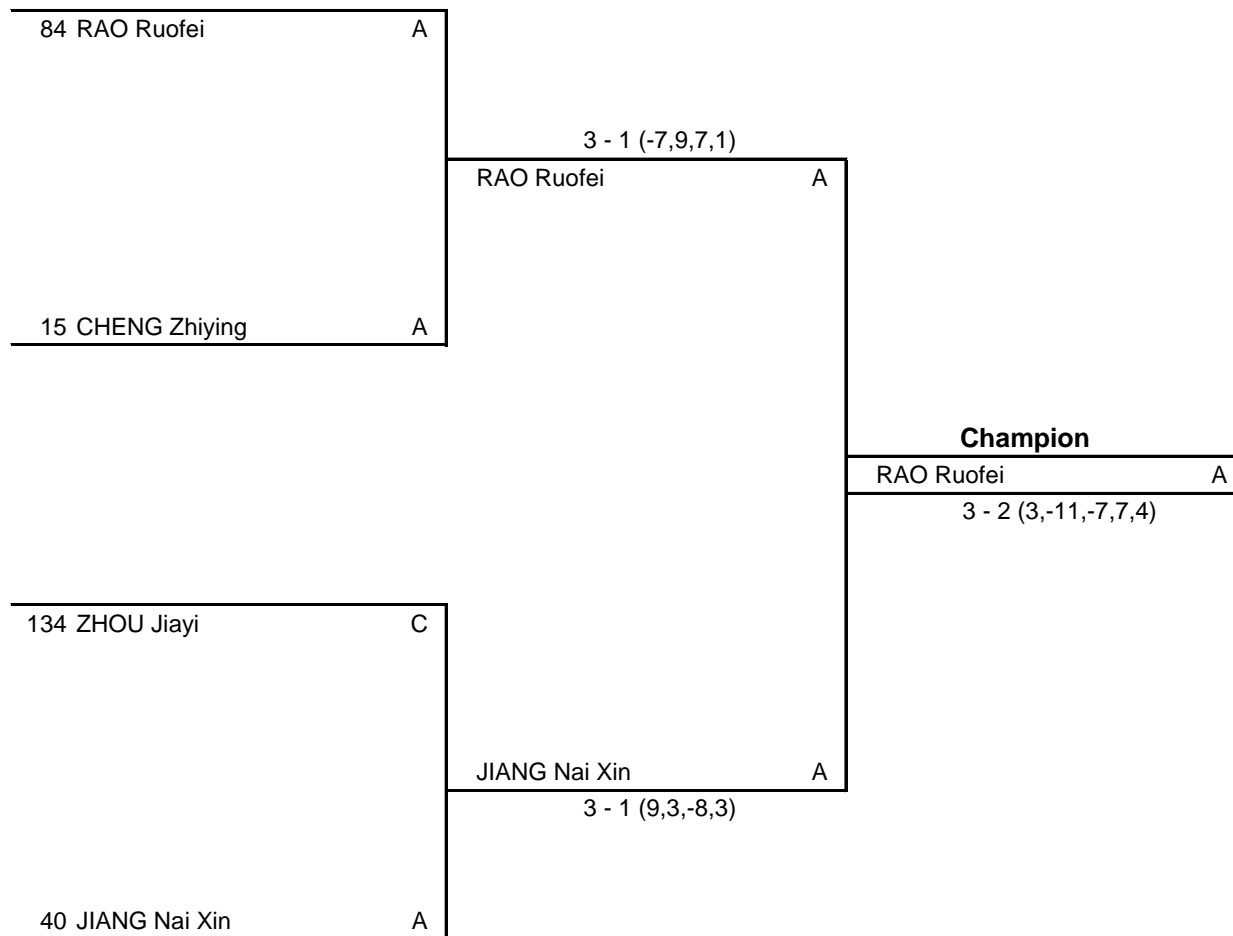 84 RAO Ruofei A
3 - 1 (-7,9,7,1)
RAO Ruofei A
15 CHENG Zhiying A
Champion
RAO Ruofei A
3 - 2 (3,-11,-7,7,4)
134 ZHOU Jiayi C
JIANG Nai Xin A
3 - 1 (9,3,-8,3)
40 JIANG Nai Xin A